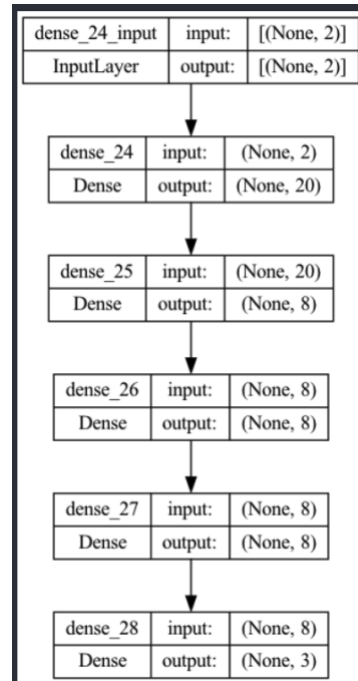 dense_24_input input: [(None, 2)]
InputLayer output: [(None, 2)]
dense_24 input: (None, 2)
Dense output: (None, 20)
dense_25 input: (None, 20)
Dense output: (None, 8)
dense_26 input: (None, 8)
Dense output: (None, 8)
dense_27 input: (None, 8)
Dense output: (None, 8)
dense_28 input: (None, 8)
Dense output: (None, 3)